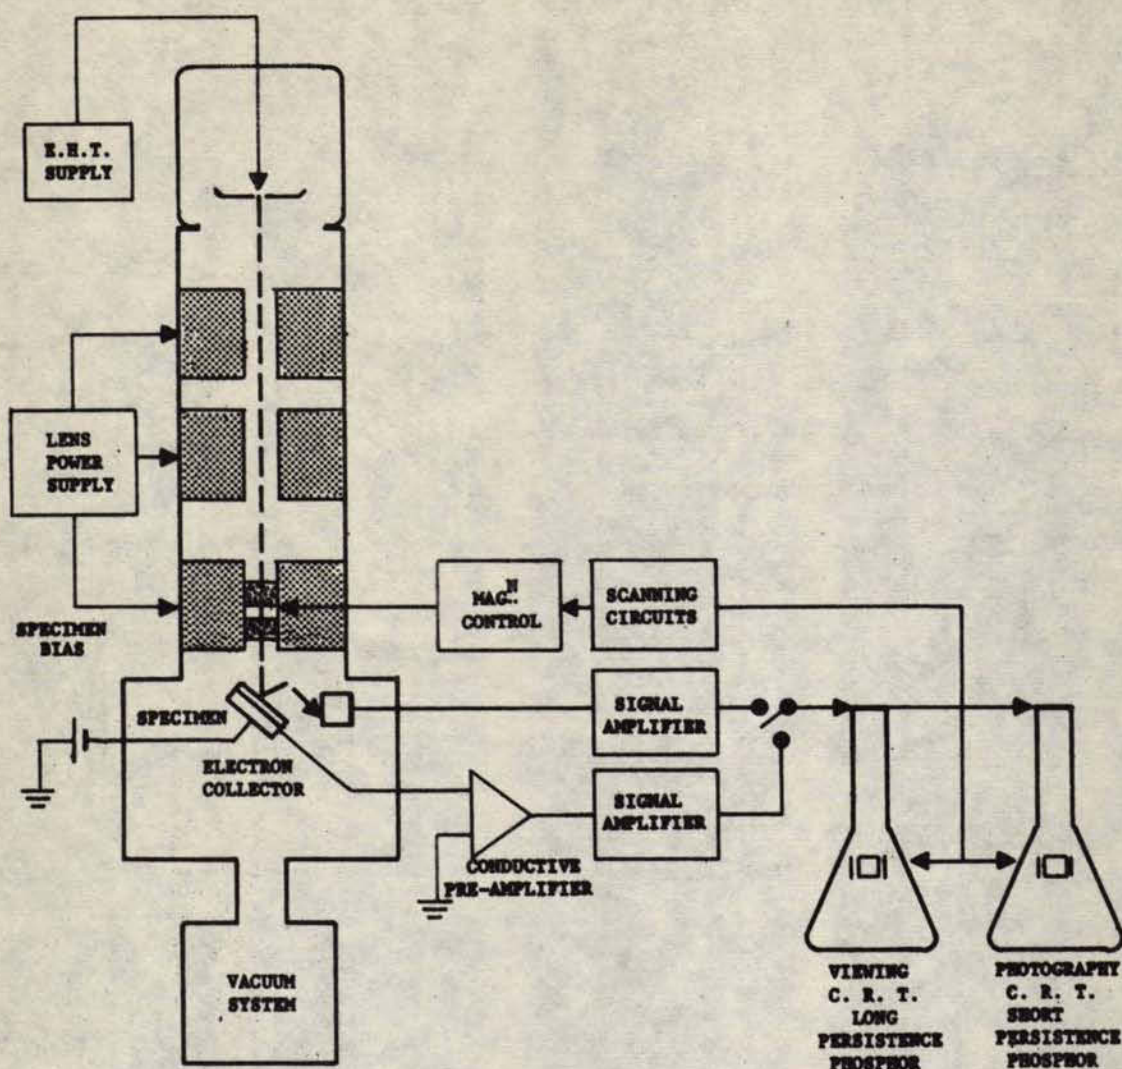 E.H.T.
SUPPLY
LENS
POWER
SUPPLY
SPECIMEN
BIAS
MAG.N
CONTROL
SCANNING
CIRCUITS
SPECIMEN
ELECTRON
COLLECTOR
SIGNAL
AMPLIFIER
SIGNAL
AMPLIFIER
CONDUCTIVE
PRE-AMPLIFIER
VACUUM
SYSTEM
VIEWING
C. R. T.
LONG
PERSISTENCE
PHOSPHOR
PHOTOGRAPHY
C. R. T.
SHORT
PERSISTENCE
PHOSPHOR